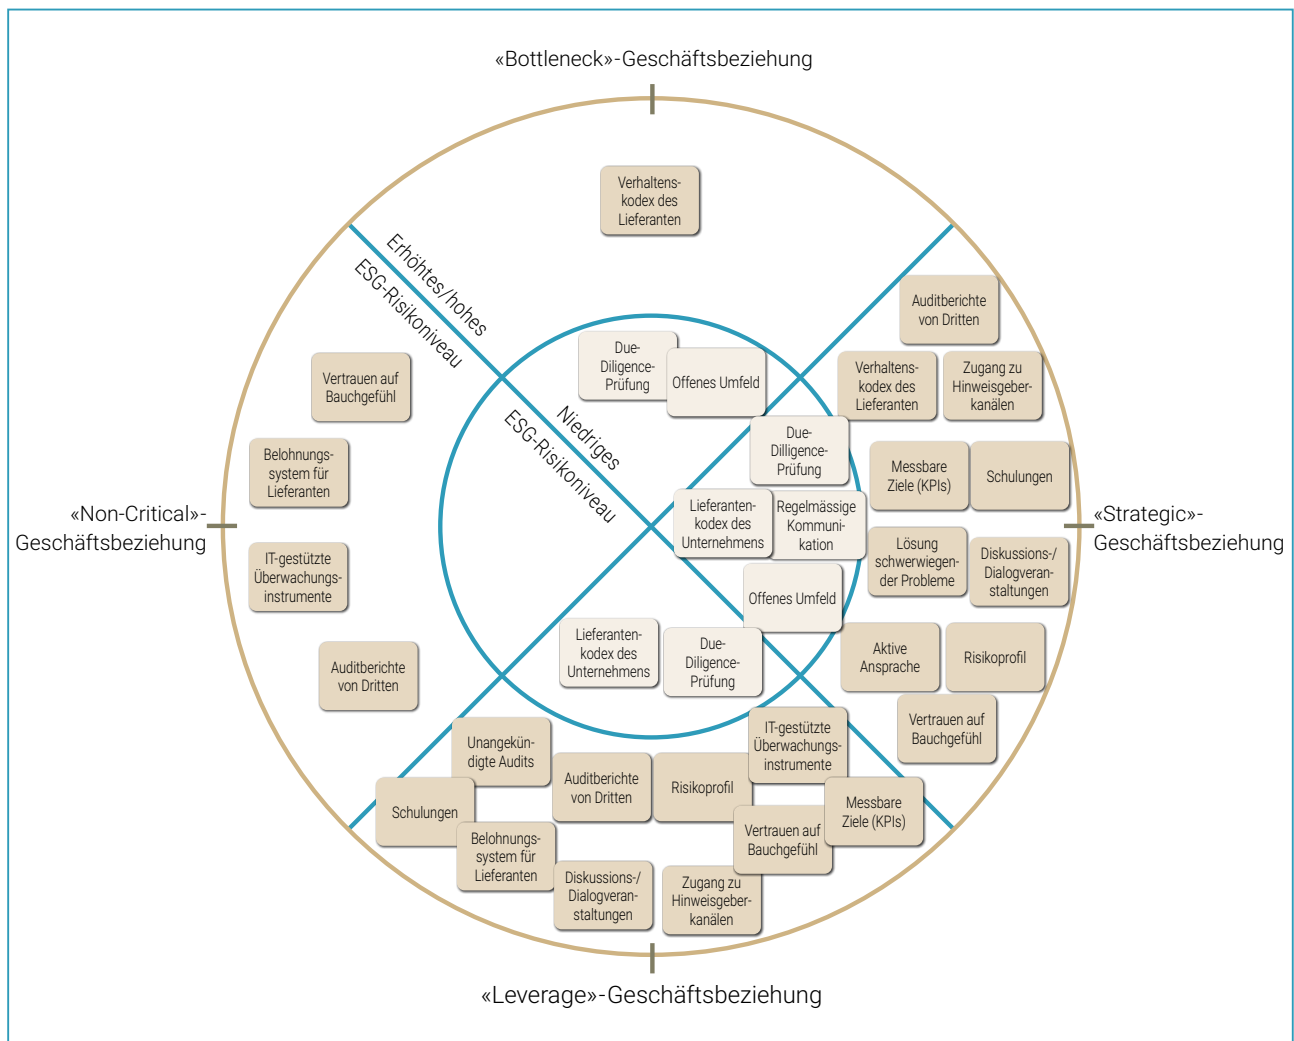 «Bottleneck»-Geschäftsbeziehung
Verhaltens-
kodex des
Lieferanten
Erhöhtes/hohes
ESG-Risikoniveau
Niedriges
ESG-Risikoniveau
Due-
Diligence-
Prüfung
Offenes Umfeld
«Non-Critical»-
Geschäftsbeziehung
Vertrauen auf
Bauchgefühl
Belohnungs-
system für
Lieferanten
IT-gestützte
Überwachungs-
instrumente
Auditberichte
von Dritten
«Strategic»-
Geschäftsbeziehung
Auditberichte
von Dritten
Verhaltens-
kodex des
Lieferanten
Zugang zu
Hinweisgeber-
kanälen
Due-
Dilligence-
Prüfung
Messbare
Ziele (KPIs)
Schulungen
Lieferanten-
kodex des
Unternehmens
Regelmässige
Kommuni-
kation
Lösung
schwerwiegen-
der Probleme
Diskussions-/
Dialogveran-
staltungen
Offenes Umfeld
Aktive
Ansprache
Risikoprofil
Vertrauen auf
Bauchgefühl
Lieferanten-
kodex des
Unternehmens
Due-
Diligence-
Prüfung
Unangekün-
digte Audits
Auditberichte
von Dritten
Risikoprofil
IT-gestützte
Überwachungs-
instrumente
Schulungen
Belohnungs-
system für
Lieferanten
Vertrauen auf
Bauchgefühl
Messbare
Ziele (KPIs)
Diskussions-/
Dialogveran-
staltungen
Zugang zu
Hinweisgeber-
kanälen
«Leverage»-Geschäftsbeziehung